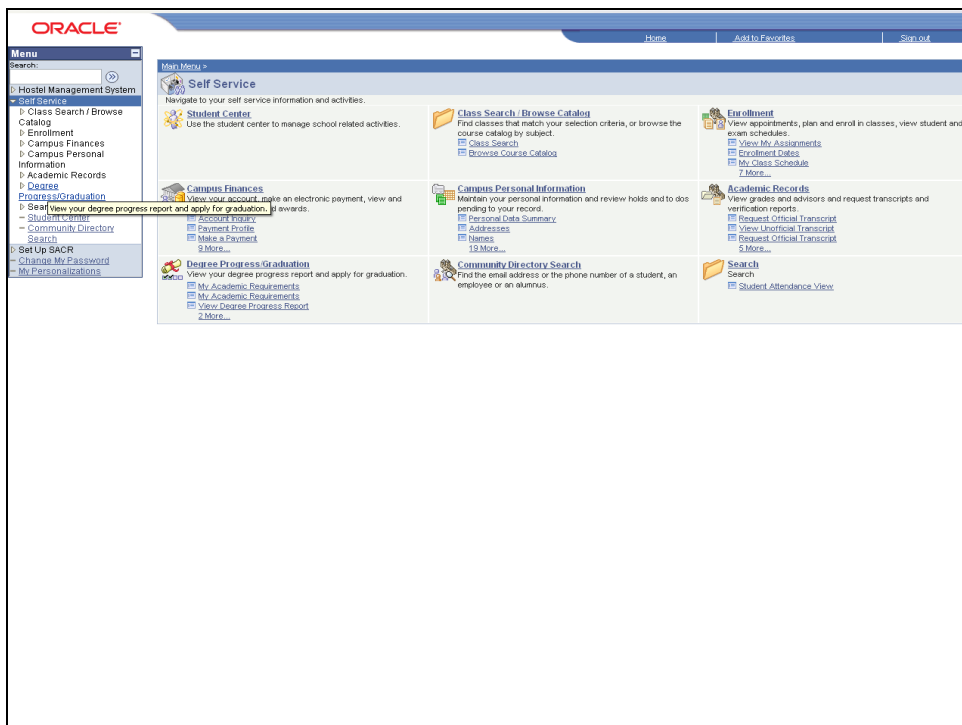 ORACLE
Home
Add to Favorites
Sign out
Menu
Search:
Hostel Management System
Self Service
Class Search / Browse
Catalog
Enrollment
Campus Finances
Campus Personal
Information
Academic Records
Degree
Progress/Graduation
Sear
View your degree progress report and apply for graduation.
Student Center
Community Directory
Search
Set Up SACR
Change My Password
My Personalizations
Main Menu >
Self Service
Navigate to your self service information and activities.
Student Center
Use the student center to manage school related activities.
Class Search / Browse Catalog
Find classes that match your selection criteria, or browse the
course catalog by subject.
Class Search
Browse Course Catalog
Enrollment
View appointments, plan and enroll in classes, view student and
exam schedules.
View My Assignments
Enrollment Dates
My Class Schedule
7 More...
Campus Finances
View your account, make an electronic payment, view and
d awards.
Account Inquiry
Payment Profile
Make a Payment
9 More...
Campus Personal Information
Maintain your personal information and review holds and to dos
pending to your record.
Personal Data Summary
Addresses
Names
19 More...
Academic Records
View grades and advisors and request transcripts and
verification reports.
Request Official Transcript
View Unofficial Transcript
Request Official Transcript
5 More...
Degree Progress/Graduation
View your degree progress report and apply for graduation.
My Academic Requirements
My Academic Requirements
View Degree Progress Report
2 More...
Community Directory Search
Find the email address or the phone number of a student, an
employee or an alumnus.
Search
Search
Student Attendance View